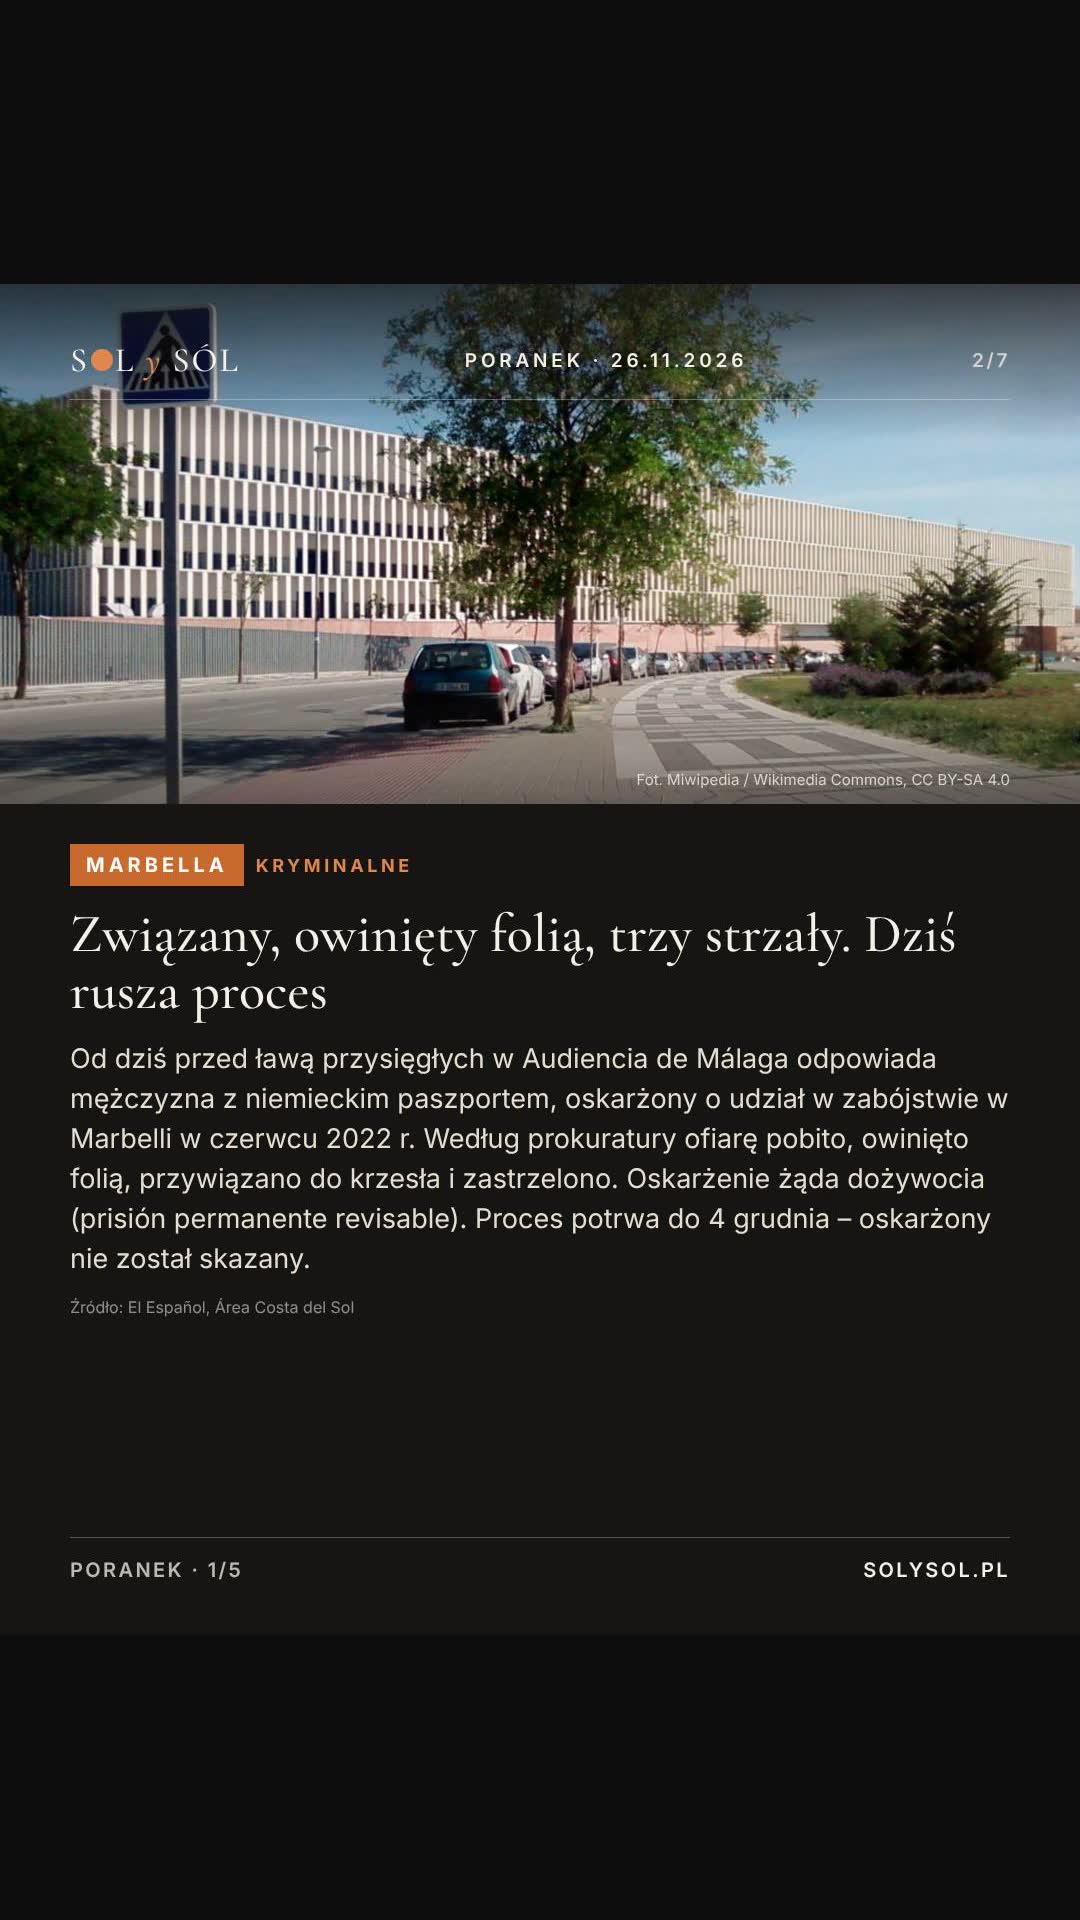 SOL y SÓL
PORANEK · 26.11.2026
2/7
Fot. Miwipedia / Wikimedia Commons, CC BY-SA 4.0
MARBELLA
KRYMINALNE
Związany, owinięty folią, trzy strzały. Dziś
rusza proces
Od dziś przed ławą przysięgłych w Audiencia de Málaga odpowiada
mężczyzna z niemieckim paszportem, oskarżony o udział w zabójstwie w
Marbelli w czerwcu 2022 r. Według prokuratury ofiarę pobito, owinięto
folią, przywiązano do krzesła i zastrzelono. Oskarżenie żąda dożywocia
(prisión permanente revisable). Proces potrwa do 4 grudnia – oskarżony
nie został skazany.
Źródło: El Español, Área Costa del Sol
PORANEK · 1/5
SOLYSOL.PL